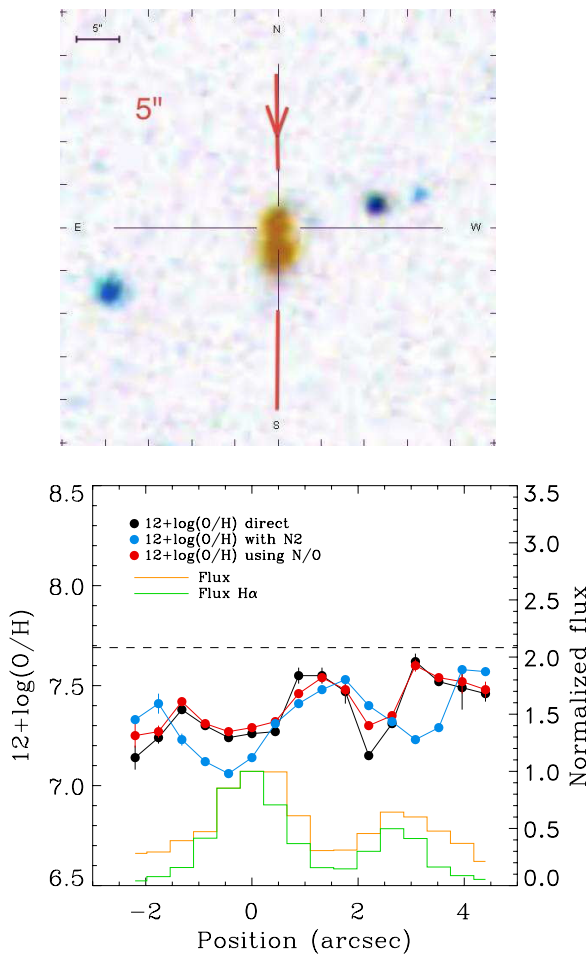 5"
N
5"
E
W
S
8.5
3.5
12+log(O/H) direct
12+log(O/H) with N2
12+log(O/H) using N/O
Flux
Flux Hα
3.0
8.0
2.5
2.0
7.5
1.5
7.0
1.0
0.5
6.5
0.0
12+log(O/H)
Normalized flux
−2 0 2 4
Position (arcsec)